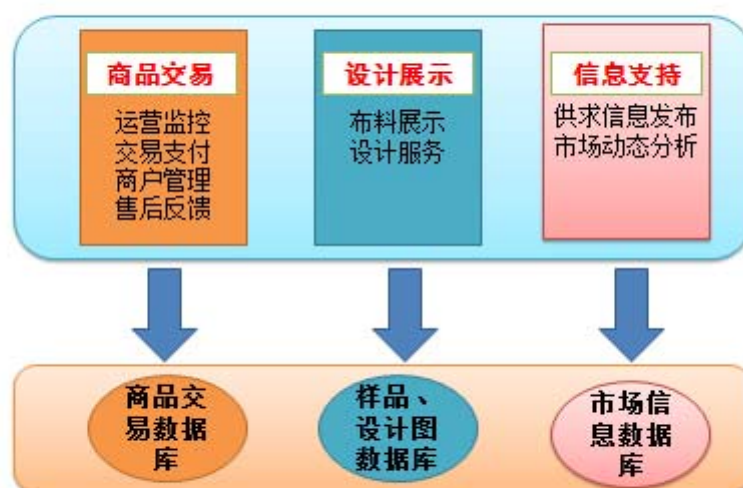 商品交易
运营监控
交易支付
商户管理
售后反馈
设计展示
布料展示
设计服务
信息支持
供求信息发布
市场动态分析
商品交
易数据
库
样品、
设计图
数据库
市场信
息数据
库